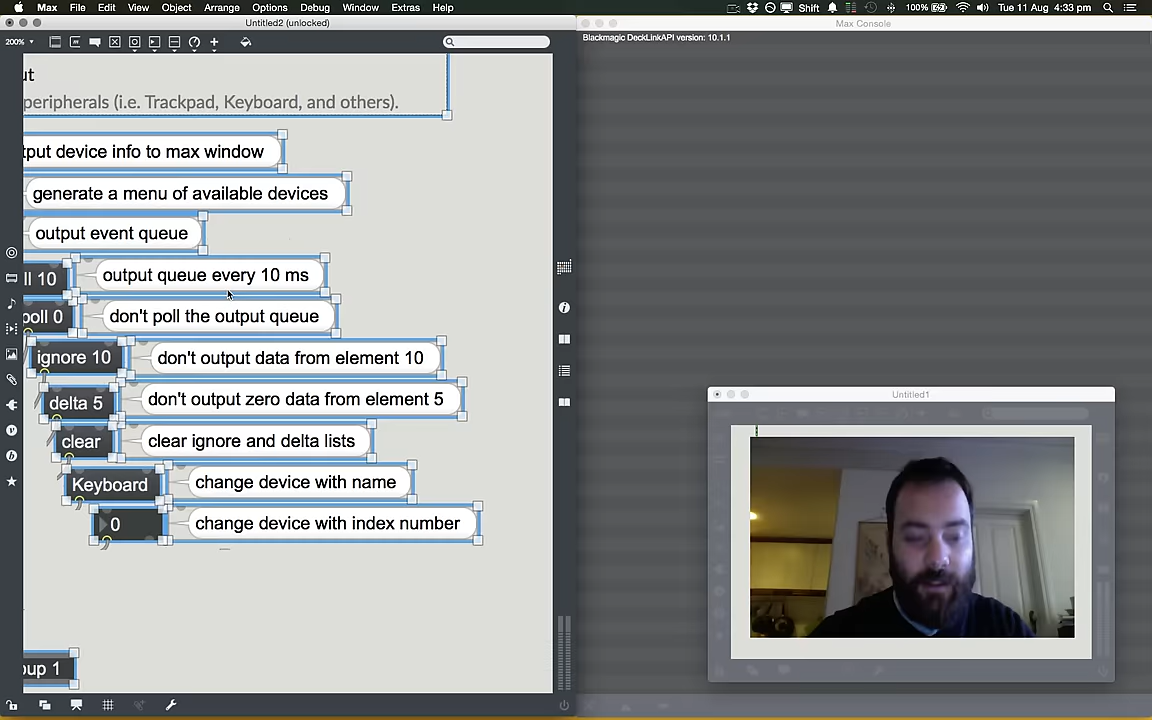 Max File Edit View Object Arrange Options Debug Window Extras Help
Shift 100% Tue 11 Aug 4:33 pm
Untitled2 (unlocked)
Max Console
200%
Blackmagic DeckLinkAPI version: 10.1.1
ut
peripherals (i.e. Trackpad, Keyboard, and others).
tput device info to max window
generate a menu of available devices
output event queue
ll 10 output queue every 10 ms
poll 0 don't poll the output queue
ignore 10 don't output data from element 10
delta 5 don't output zero data from element 5
clear clear ignore and delta lists
Keyboard change device with name
0 change device with index number
oup 1
Untitled1